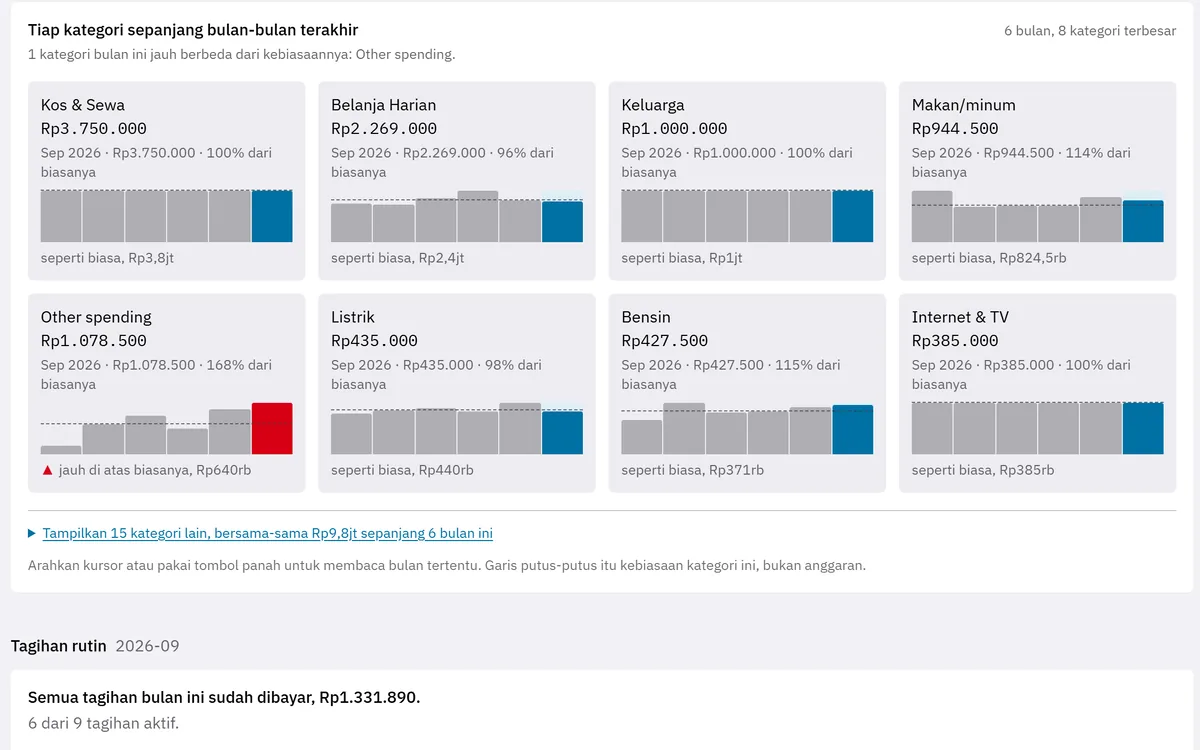 Tiap kategori sepanjang bulan-bulan terakhir
6 bulan, 8 kategori terbesar
1 kategori bulan ini jauh berbeda dari kebiasaannya: Other spending.
Kos & Sewa
Rp3.750.000
Sep 2026 · Rp3.750.000 · 100% dari
biasanya
seperti biasa, Rp3,8jt
Belanja Harian
Rp2.269.000
Sep 2026 · Rp2.269.000 · 96% dari
biasanya
seperti biasa, Rp2,4jt
Keluarga
Rp1.000.000
Sep 2026 · Rp1.000.000 · 100% dari
biasanya
seperti biasa, Rp1jt
Makan/minum
Rp944.500
Sep 2026 · Rp944.500 · 114% dari
biasanya
seperti biasa, Rp824,5rb
Other spending
Rp1.078.500
Sep 2026 · Rp1.078.500 · 168% dari
biasanya
▲ jauh di atas biasanya, Rp640rb
Listrik
Rp435.000
Sep 2026 · Rp435.000 · 98% dari
biasanya
seperti biasa, Rp440rb
Bensin
Rp427.500
Sep 2026 · Rp427.500 · 115% dari
biasanya
seperti biasa, Rp371rb
Internet & TV
Rp385.000
Sep 2026 · Rp385.000 · 100% dari
biasanya
seperti biasa, Rp385rb
▶ Tampilkan 15 kategori lain, bersama-sama Rp9,8jt sepanjang 6 bulan ini
Arahkan kursor atau pakai tombol panah untuk membaca bulan tertentu. Garis putus-putus itu kebiasaan kategori ini, bukan anggaran.
Tagihan rutin 2026-09
Semua tagihan bulan ini sudah dibayar, Rp1.331.890.
6 dari 9 tagihan aktif.